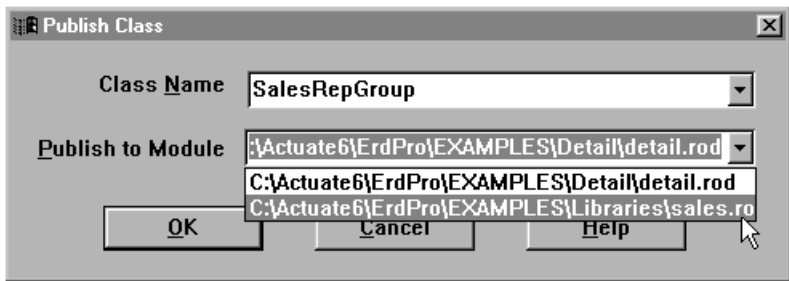 Publish Class
Class Name SalesRepGroup
Publish to Module :\Actuate6\ErdPro\EXAMPLES\Detail\detail.rod
C:\Actuate6\ErdPro\EXAMPLES\Detail\detail.rod
C:\Actuate6\ErdPro\EXAMPLES\Libraries\sales.ro
OK Cancel Help